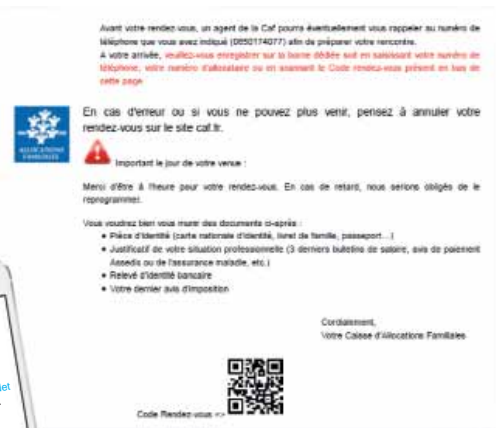 Avant votre rendez-vous, un agent de la Caf pourra éventuellement vous rappeler au numéro de
téléphone que vous avez indiqué (0650174077) afin de préparer votre rencontre.
A votre arrivée, veuillez-vous enregistrer sur la borne dédiée soit en saisissant votre numéro de
téléphone, votre numéro d'allocataire ou en scannant le Code rendez-vous présent en bas de
cette page
ALLOCATIONS
FAMILIALES
En cas d'erreur ou si vous ne pouvez plus venir, pensez à annuler votre
rendez-vous sur le site caf.fr.
Important le jour de votre venue :
Merci d'être à l'heure pour votre rendez-vous. En cas de retard, nous serions obligés de le
reprogrammer.
Vous voudrez bien vous munir des documents ci-après :
• Pièce d'identité (carte nationale d'identité, livret de famille, passeport...)
• Justificatif de votre situation professionnelle (3 derniers bulletins de salaire, avis de paiement
Assedis ou de l'assurance maladie, etc.)
• Relevé d'identité bancaire
• Votre dernier avis d'imposition
Cordialement,
Votre Caisse d'Allocations Familiales
Code Rendez-vous =>